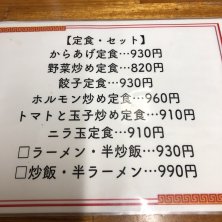 【定食・セット】
からあげ定食…930円
野菜炒め定食…820円
餃子定食…930円
ホルモン炒め定食…960円
トマトと玉子炒め定食…910円
ニラ玉定食…910円
□ラーメン・半炒飯…930円
□炒飯・半ラーメン…990円